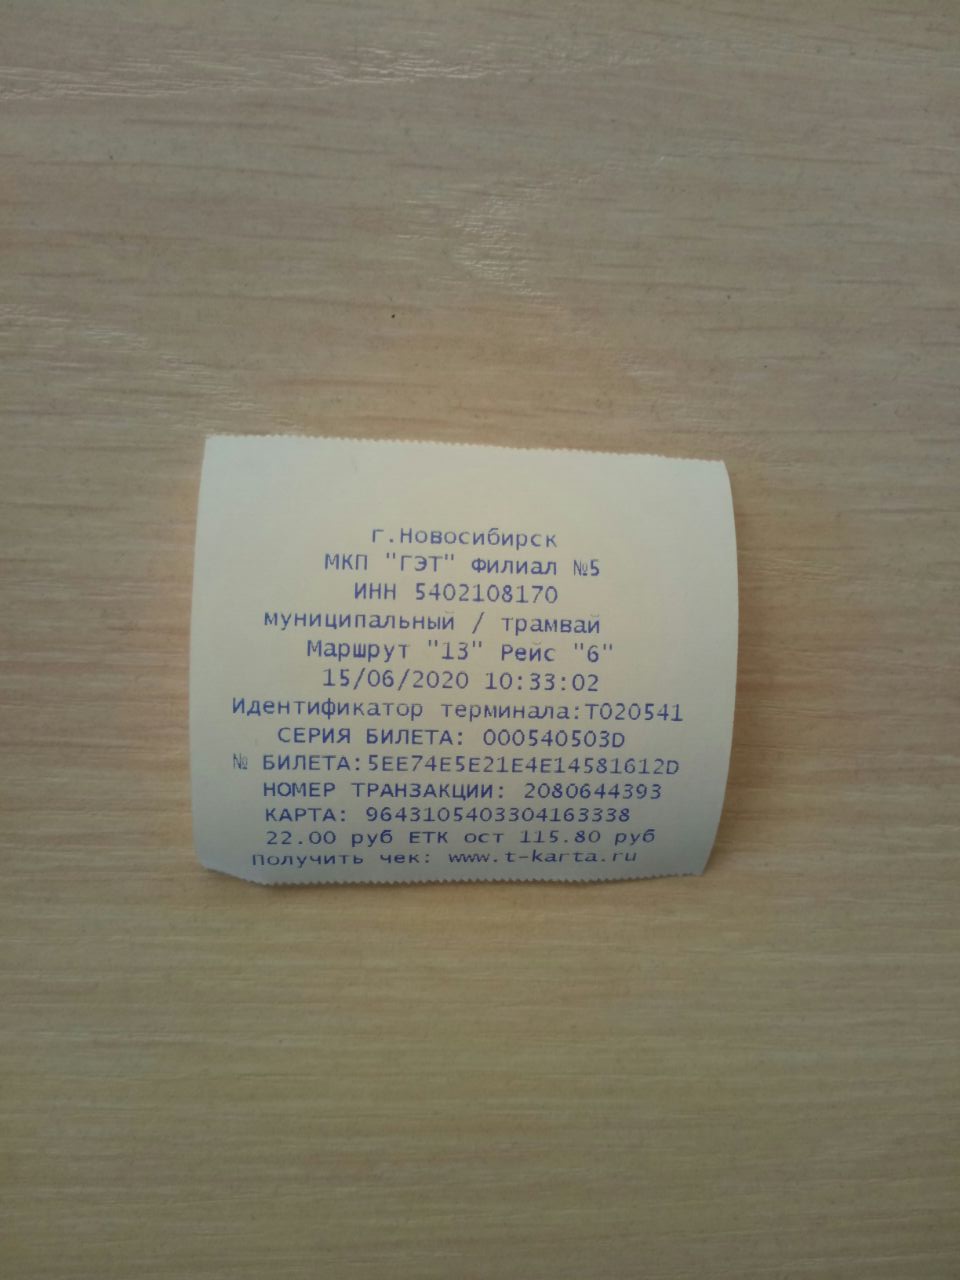 г.Новосибирск
МКП "ГЭТ" Филиал №5
ИНН 5402108170
муниципальный / трамвай
Маршрут "13" Рейс "6"
15/06/2020 10:33:02
Идентификатор терминала:Т020541
СЕРИЯ БИЛЕТА: 000540503D
№ БИЛЕТА:5EE74E5E21E4E14581612D
НОМЕР ТРАНЗАКЦИИ: 2080644393
КАРТА: 9643105403304163338
22.00 руб ЕТК ост 115.80 руб
Получить чек: www.t-karta.ru